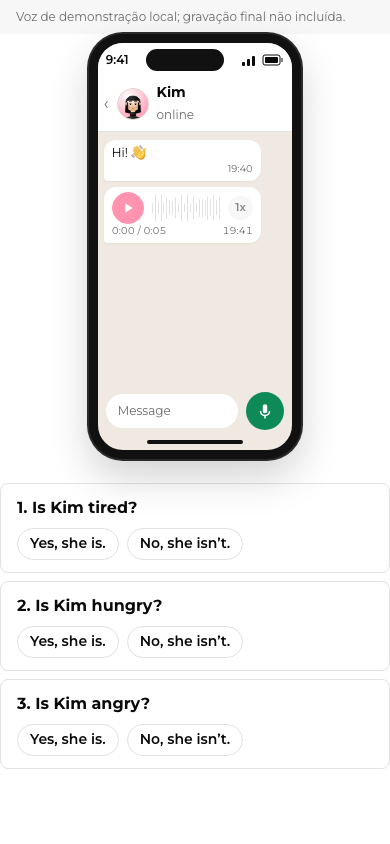 Voz de demonstração local; gravação final não incluída.
9:41
‹ Kim
online
Hi! 👋
19:40
1x
0:00 / 0:05 19:41
Message
1. Is Kim tired?
Yes, she is. No, she isn’t.
2. Is Kim hungry?
Yes, she is. No, she isn’t.
3. Is Kim angry?
Yes, she is. No, she isn’t.